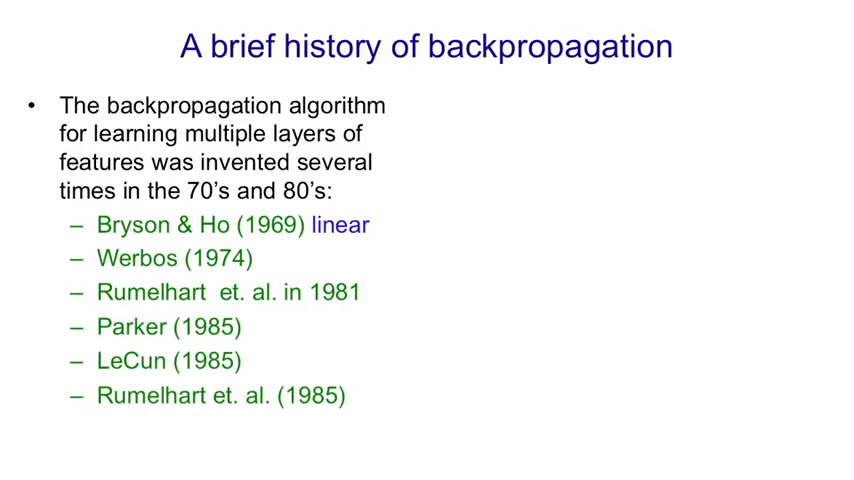 A brief history of backpropagation
• The backpropagation algorithm
for learning multiple layers of
features was invented several
times in the 70's and 80's:
– Bryson & Ho (1969) linear
– Werbos (1974)
– Rumelhart et. al. in 1981
– Parker (1985)
– LeCun (1985)
– Rumelhart et. al. (1985)